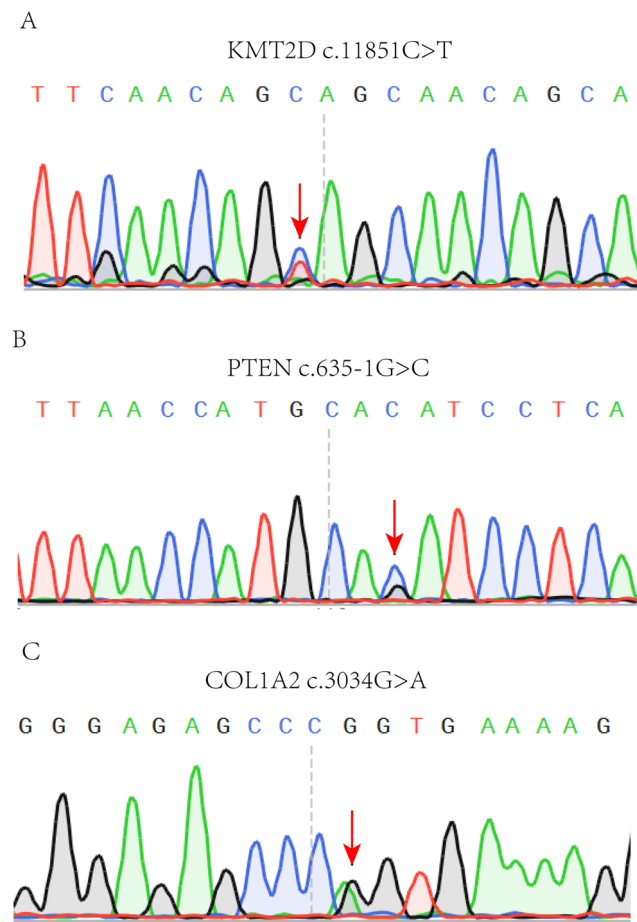 A
KMT2D c.11851C>T
T T C A A C A G C A G C A A C A G C A
B
PTEN c.635-1G>C
T T A A C C A T G C A C A T C C T C A
C
COL1A2 c.3034G>A
G G G A G A G C C C G G T G A A A A G